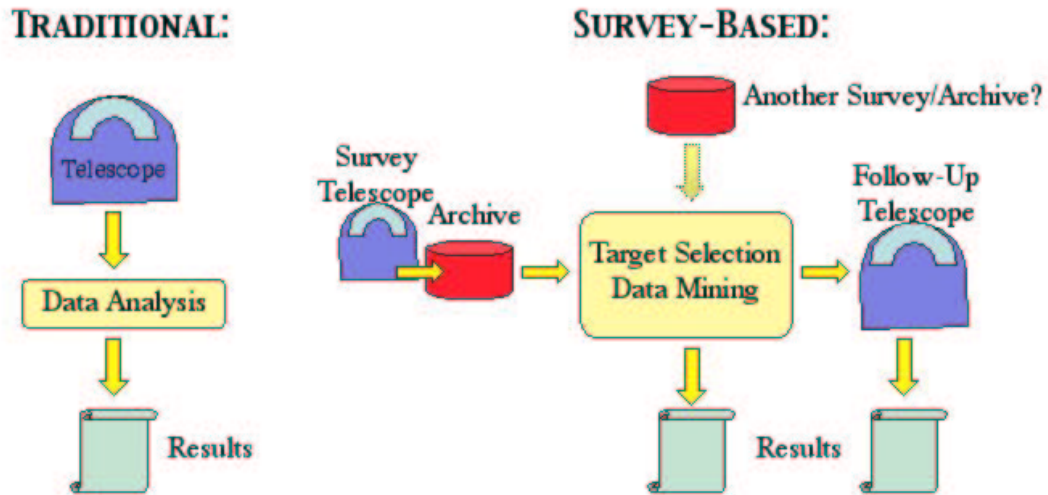 TRADITIONAL:
Telescope
Data Analysis
Results
SURVEY-BASED:
Another Survey/Archive?
Survey
Telescope
Archive
Target Selection
Data Mining
Follow-Up
Telescope
Results